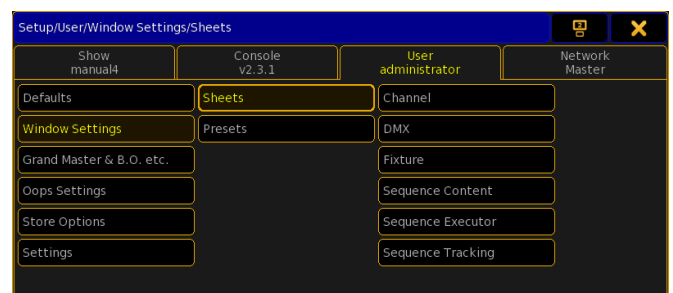 Setup/User/Window Settings/Sheets
Show
manual4
Console
v2.3.1
User
administrator
Network
Master
Defaults
Sheets
Channel
Window Settings
Presets
DMX
Grand Master & B.O. etc.
Fixture
Oops Settings
Sequence Content
Store Options
Sequence Executor
Settings
Sequence Tracking